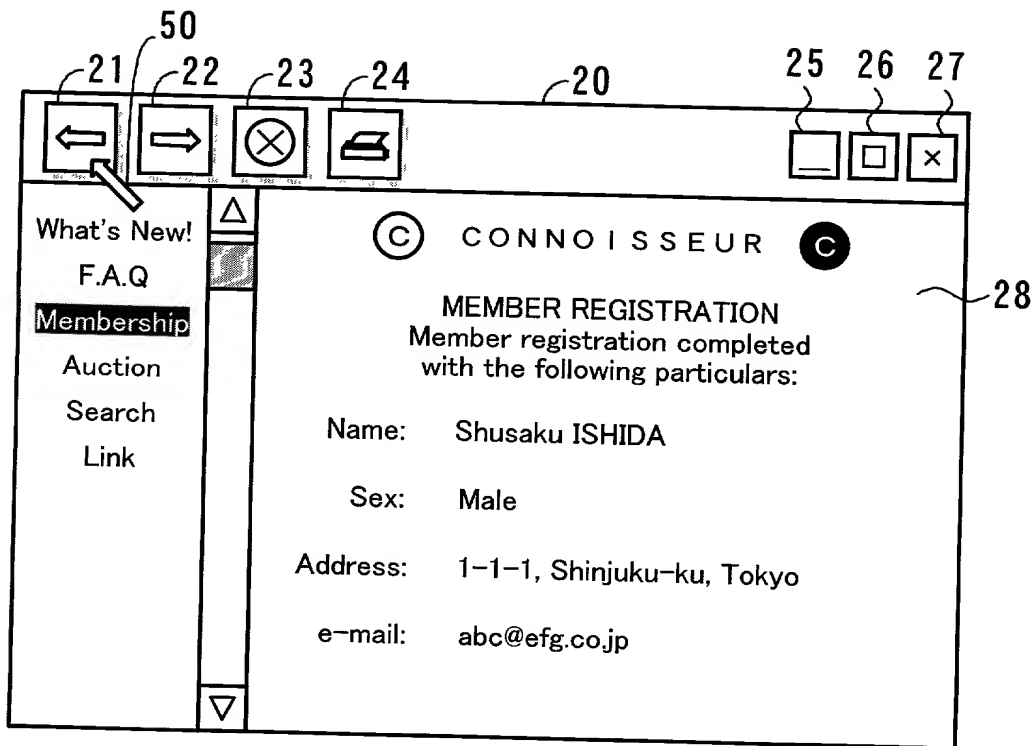 50
21 22 23 24 20 25 26 27
What's New!
F.A.Q
Membership
Auction
Search
Link
C CONNOISSEUR C
28
MEMBER REGISTRATION
Member registration completed
with the following particulars:
Name: Shusaku ISHIDA
Sex: Male
Address: 1-1-1, Shinjuku-ku, Tokyo
e-mail: abc@efg.co.jp